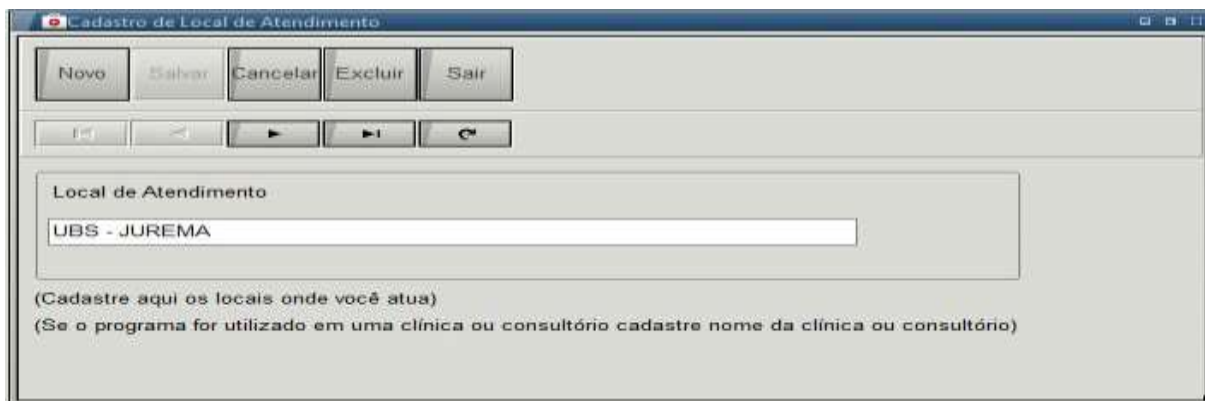 Cadastro de Local de Atendimento
Novo Salvar Cancelar Excluir Sair
Local de Atendimento
UBS - JUREMA
(Cadastre aqui os locais onde você atua)
(Se o programa for utilizado em uma clínica ou consultório cadastre nome da clínica ou consultório)